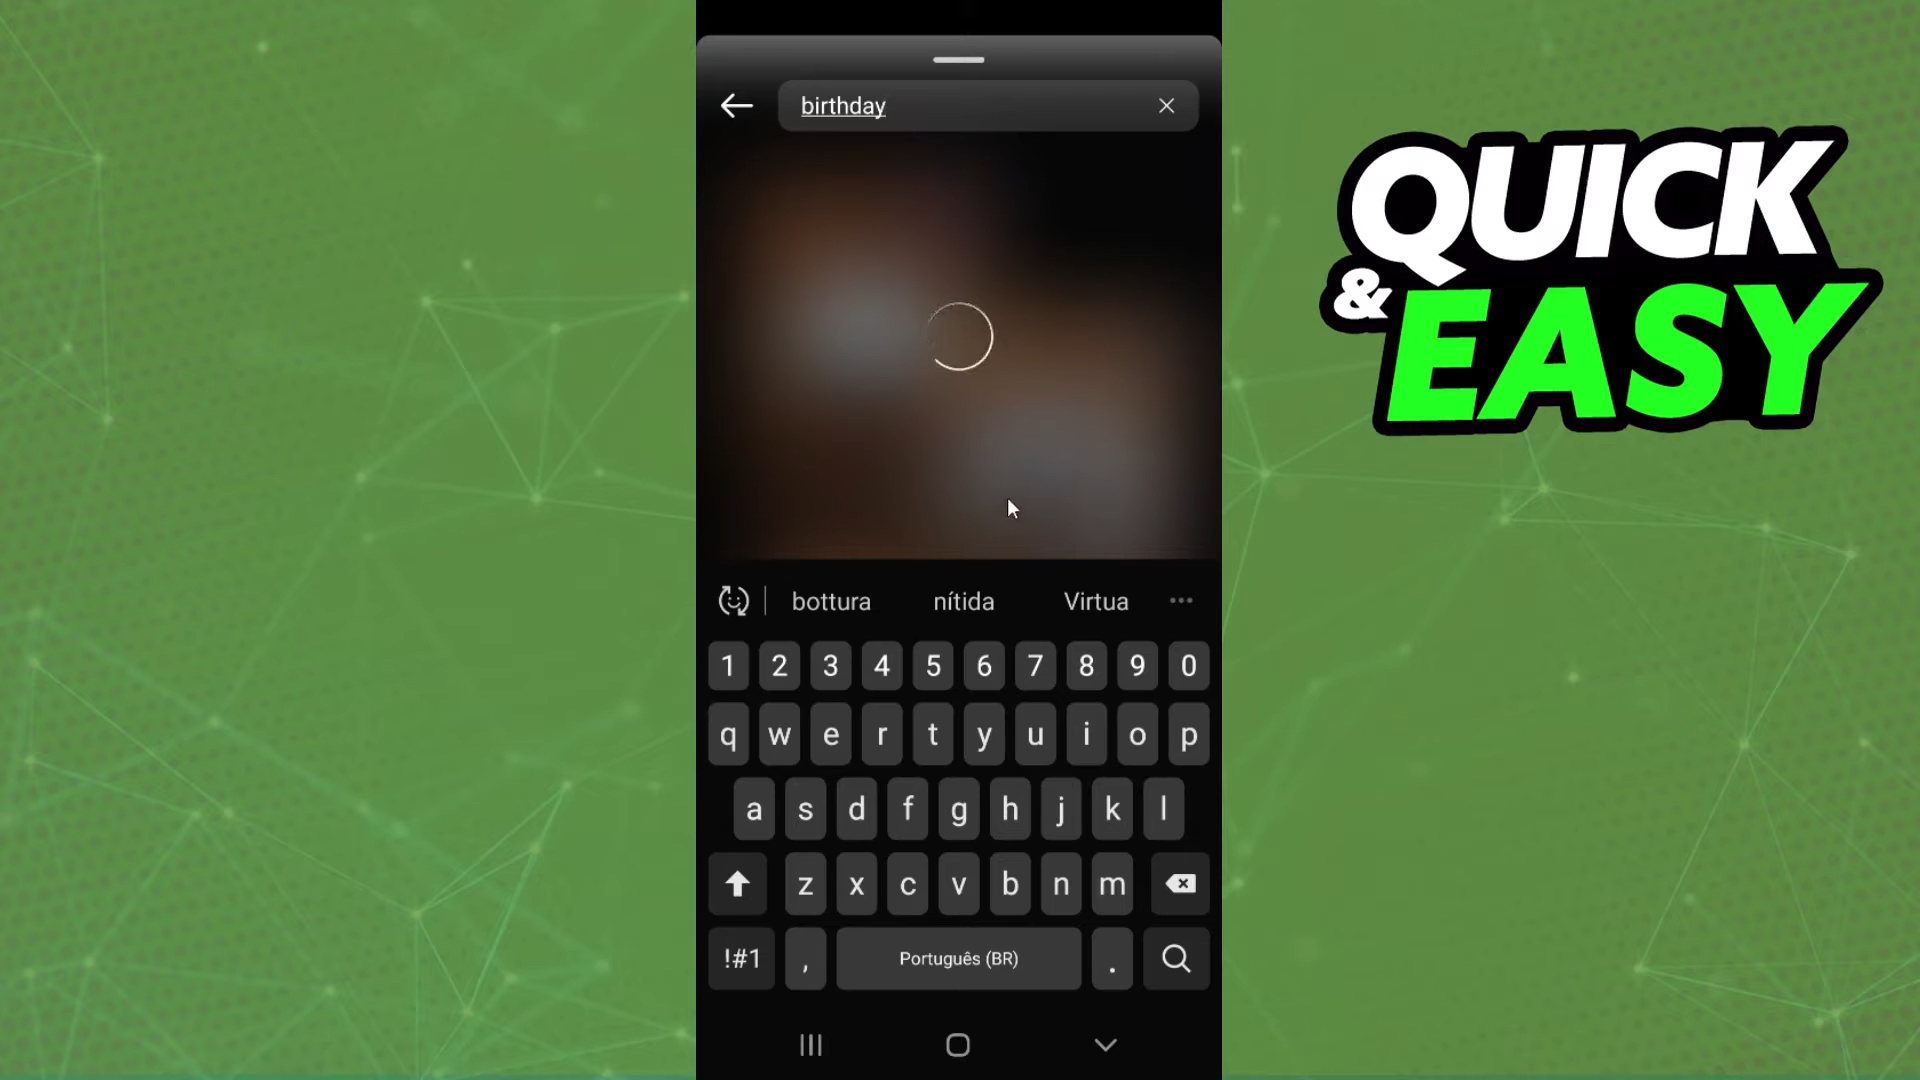 birthday
QUICK
& EASY
bottura nítida Virtua
1 2 3 4 5 6 7 8 9 0
q w e r t y u i o p
a s d f g h j k l
z x c v b n m
!#1 , Português (BR) .